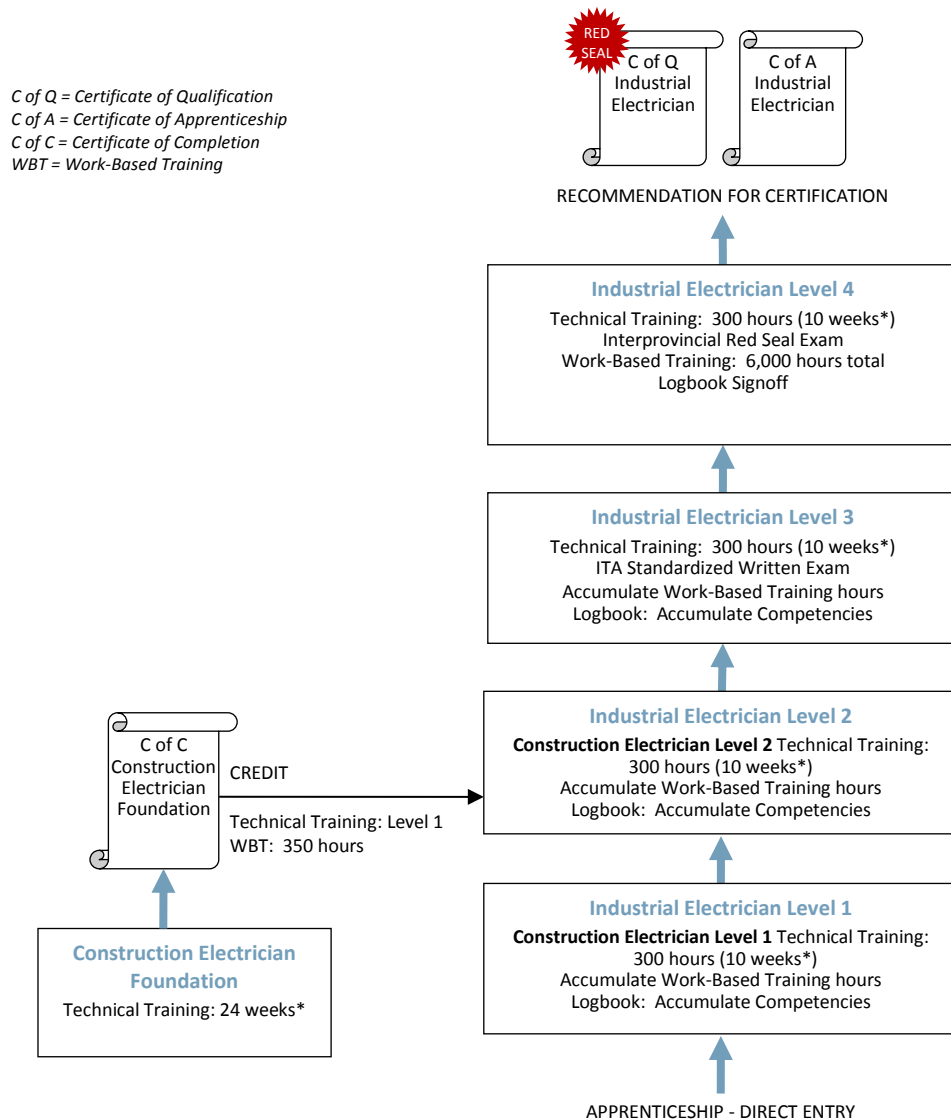 RED
SEAL
C of Q
Industrial
Electrician
C of A
Industrial
Electrician
C of Q = Certificate of Qualification
C of A = Certificate of Apprenticeship
C of C = Certificate of Completion
WBT = Work-Based Training
RECOMMENDATION FOR CERTIFICATION
Industrial Electrician Level 4
Technical Training: 300 hours (10 weeks*)
Interprovincial Red Seal Exam
Work-Based Training: 6,000 hours total
Logbook Signoff
Industrial Electrician Level 3
Technical Training: 300 hours (10 weeks*)
ITA Standardized Written Exam
Accumulate Work-Based Training hours
Logbook: Accumulate Competencies
Industrial Electrician Level 2
Construction Electrician Level 2 Technical Training:
300 hours (10 weeks*)
Accumulate Work-Based Training hours
Logbook: Accumulate Competencies
C of C
Construction
Electrician
Foundation
CREDIT
Technical Training: Level 1
WBT: 350 hours
Industrial Electrician Level 1
Construction Electrician Level 1 Technical Training:
300 hours (10 weeks*)
Accumulate Work-Based Training hours
Logbook: Accumulate Competencies
Construction Electrician
Foundation
Technical Training: 24 weeks*
APPRENTICESHIP - DIRECT ENTRY